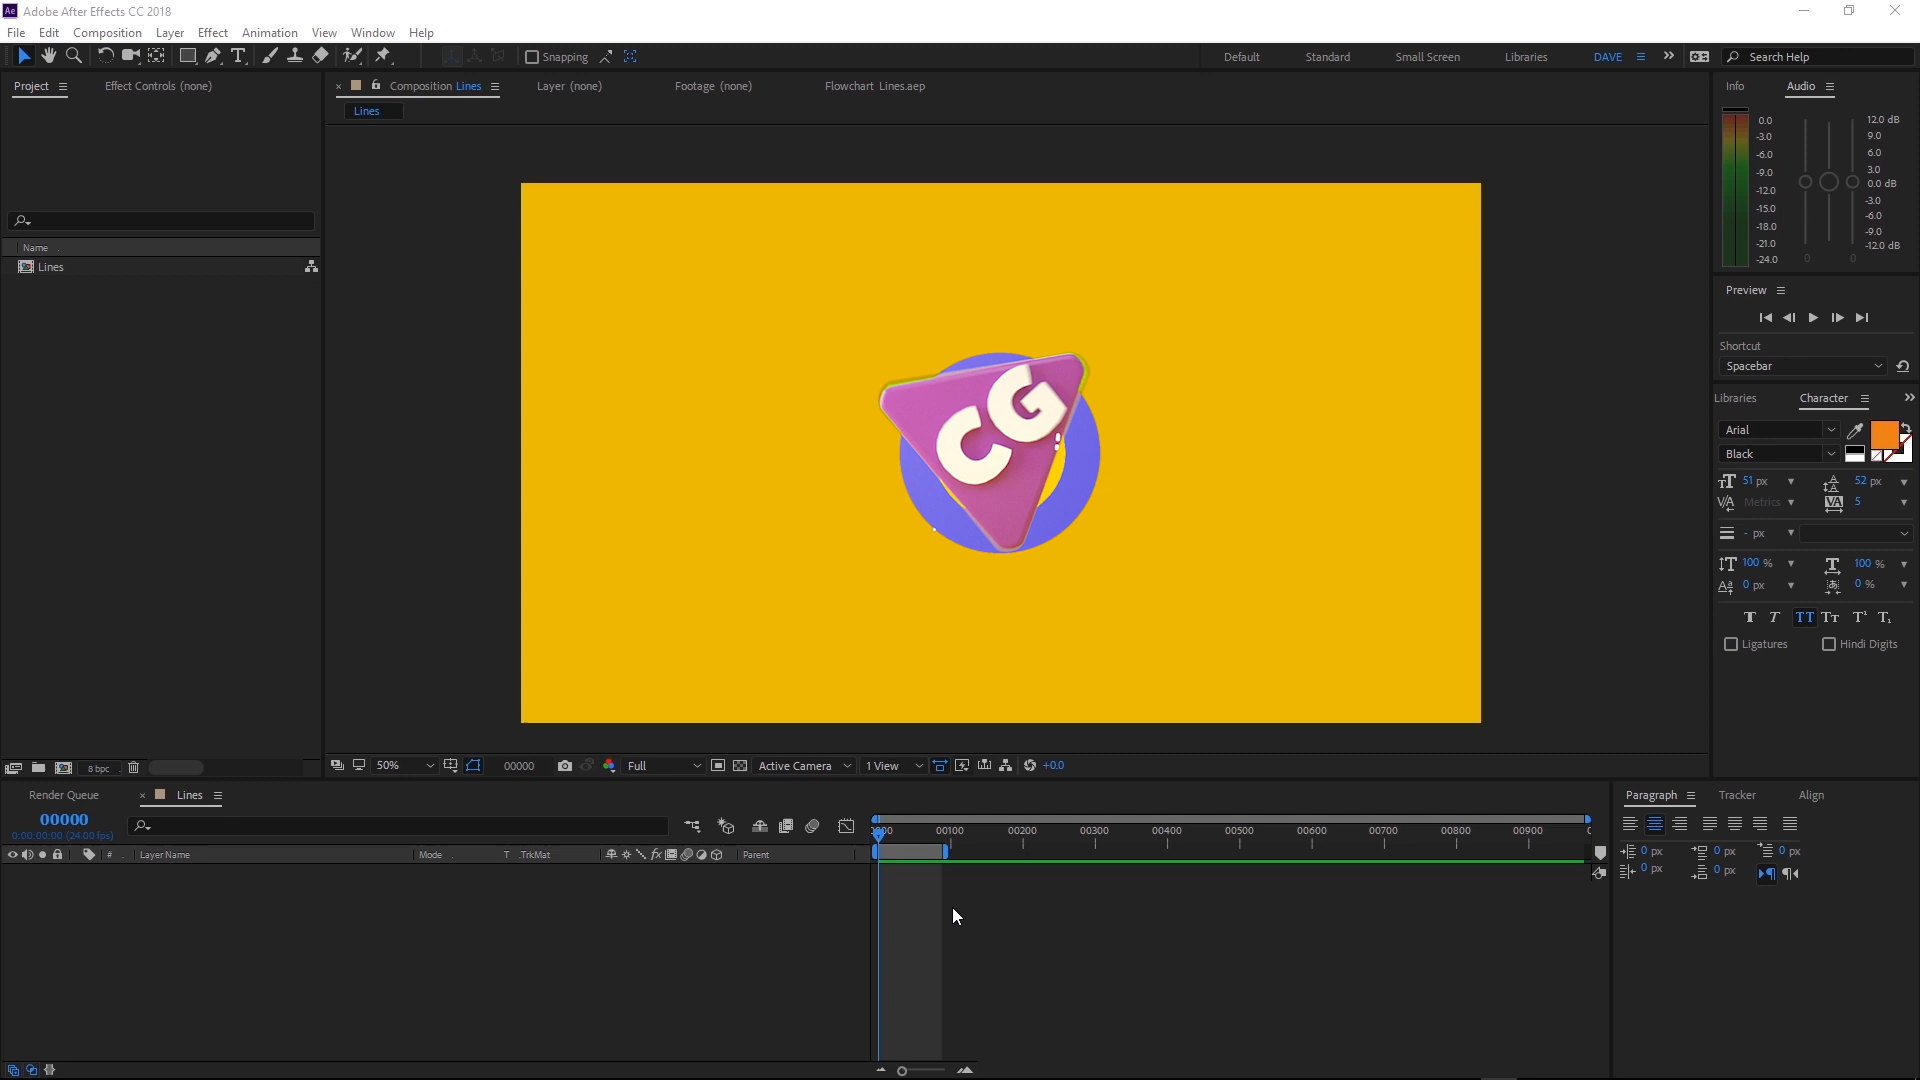 Ae Adobe After Effects CC 2018
File Edit Composition Layer Effect Animation View Window Help
T Snapping Default Standard Small Screen Libraries DAVE Search Help
Project Effect Controls (none) × Composition Lines Layer (none) Footage (none) Flowchart Lines.aep Info Audio
Lines
0.0 12.0 dB
-3.0 9.0
-6.0 6.0
-9.0 3.0
-12.0 0.0 dB
-15.0 -3.0
-18.0 -6.0
-21.0 -9.0
-24.0 -12.0 dB
0 0
Name
Lines
Preview
Shortcut
Spacebar
Libraries Character
Arial
Black
51 px 52 px
Metrics 5
- px
100 % 100 %
0 px 0 %
Ligatures Hindi Digits
CG
8 bpc 50% 00000 Full Active Camera 1 View +0.0
Render Queue × Lines Paragraph Tracker Align
00000
0:00:00:00 (24.00 fps)
00100 00200 00300 00400 00500 00600 00700 00800 00900
# Layer Name Mode T .TrkMat fx Parent
0 px 0 px 0 px
0 px 0 px